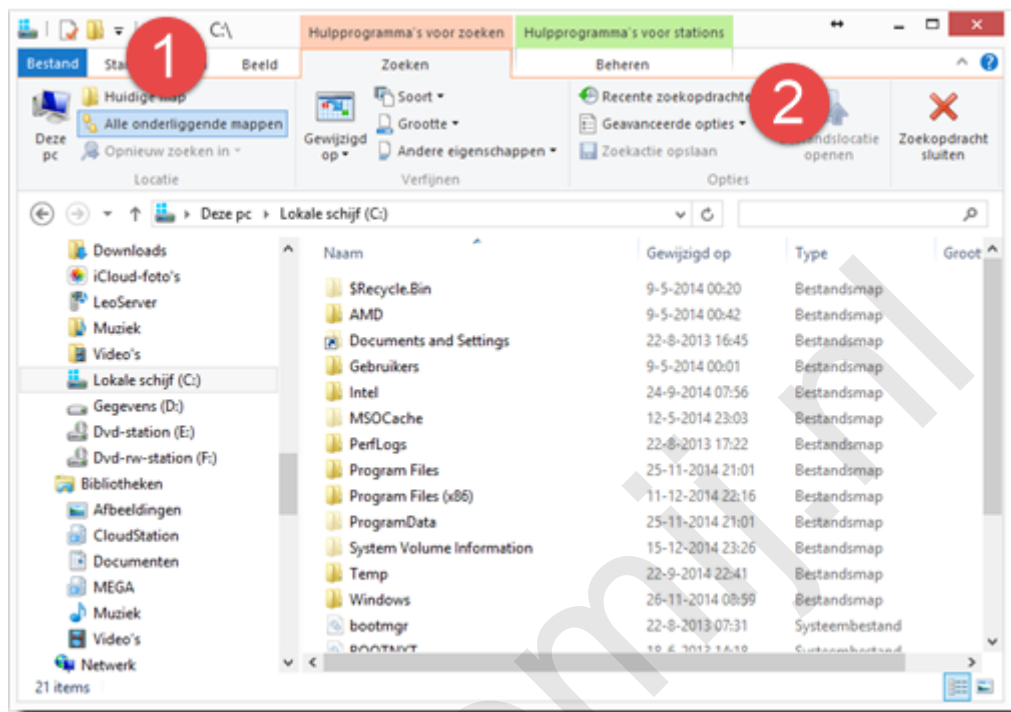 C:\
Hulpprogramma's voor zoeken
Hulpprogramma's voor stations
Bestand
Beeld
Zoeken
Beheren
1
2
Deze pc
Huidige map
Alle onderliggende mappen
Opnieuw zoeken in
Locatie
Gewijzigd op
Soort
Grootte
Andere eigenschappen
Verfijnen
Recente zoekopdrachte
Geavanceerde opties
Zoekactie opslaan
Opties
andslocatie
openen
Zoekopdracht
sluiten
Deze pc Lokale schijf (C:)
Downloads
iCloud-foto's
LeoServer
Muziek
Video's
Lokale schijf (C:)
Gegevens (D:)
Dvd-station (E:)
Dvd-rw-station (F:)
Bibliotheken
Afbeeldingen
CloudStation
Documenten
MEGA
Muziek
Video's
Netwerk
Naam Gewijzigd op Type Groot
$Recycle.Bin 9-5-2014 00:20 Bestandsmap
AMD 9-5-2014 00:42 Bestandsmap
Documents and Settings 22-8-2013 16:45 Bestandsmap
Gebruikers 9-5-2014 00:01 Bestandsmap
Intel 24-9-2014 07:56 Bestandsmap
MSOCache 12-5-2014 23:03 Bestandsmap
PerfLogs 22-8-2013 17:22 Bestandsmap
Program Files 25-11-2014 21:01 Bestandsmap
Program Files (x86) 11-12-2014 22:16 Bestandsmap
ProgramData 25-11-2014 21:01 Bestandsmap
System Volume Information 15-12-2014 23:26 Bestandsmap
Temp 22-9-2014 22:41 Bestandsmap
Windows 26-11-2014 08:59 Bestandsmap
bootmgr 22-8-2013 07:31 Systeembestand
21 items